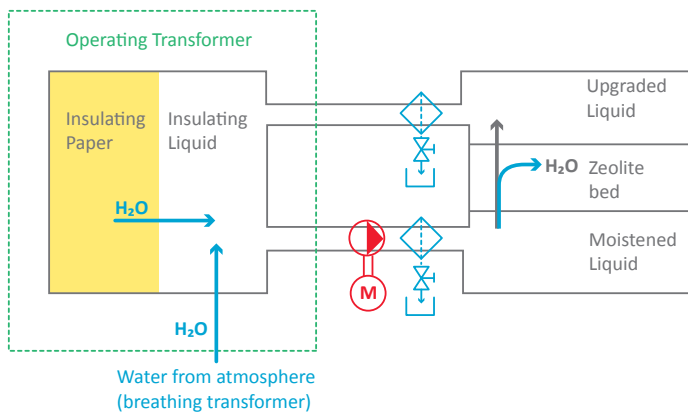 Operating Transformer
Insulating
Paper
Insulating
Liquid
Upgraded
Liquid
H₂O
Zeolite
bed
H₂O
Moistened
Liquid
M
H₂O
Water from atmosphere
(breathing transformer)